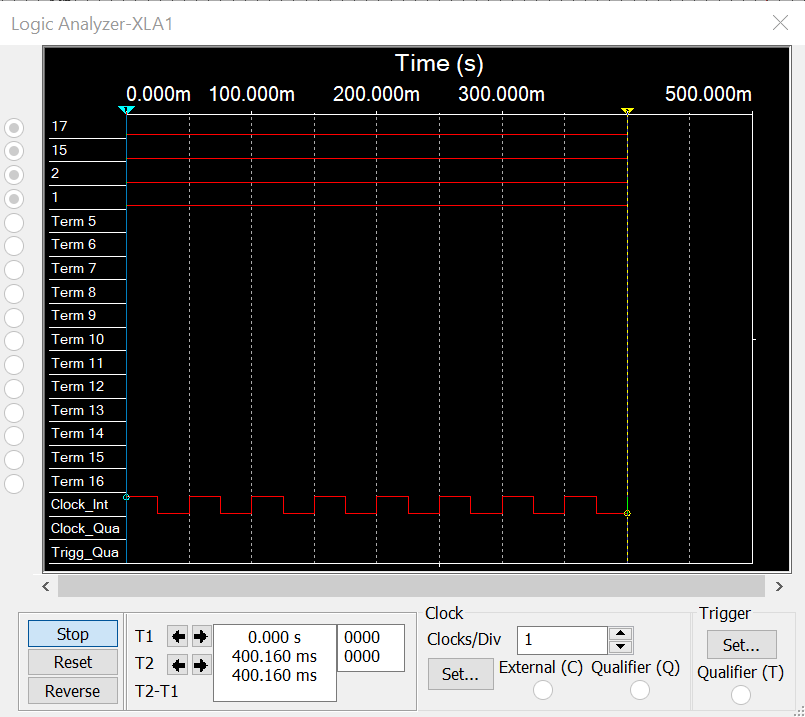 Logic Analyzer-XLA1
Time (s)
0.000m 100.000m 200.000m 300.000m 500.000m
17
15
2
1
Term 5
Term 6
Term 7
Term 8
Term 9
Term 10
Term 11
Term 12
Term 13
Term 14
Term 15
Term 16
Clock_Int
Clock_Qua
Trigg_Qua
Stop
Reset
Reverse
T1 0.000 s 0000
T2 400.160 ms 0000
T2-T1 400.160 ms
Clock
Clocks/Div 1
Set... External (C) Qualifier (Q)
Trigger
Set...
Qualifier (T)